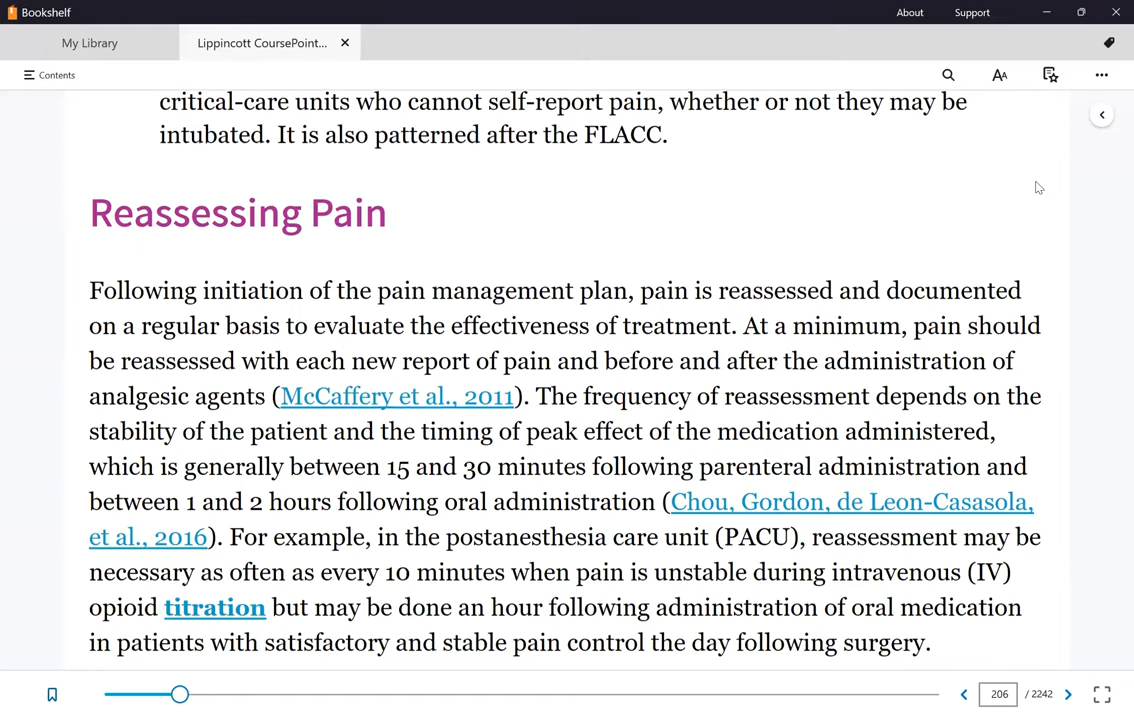 Bookshelf
About
Support
My Library
Lippincott CoursePoint...
Contents
critical-care units who cannot self-report pain, whether or not they may be
intubated. It is also patterned after the FLACC.
Reassessing Pain
Following initiation of the pain management plan, pain is reassessed and documented
on a regular basis to evaluate the effectiveness of treatment. At a minimum, pain should
be reassessed with each new report of pain and before and after the administration of
analgesic agents (McCaffery et al., 2011). The frequency of reassessment depends on the
stability of the patient and the timing of peak effect of the medication administered,
which is generally between 15 and 30 minutes following parenteral administration and
between 1 and 2 hours following oral administration (Chou, Gordon, de Leon-Casasola,
et al., 2016). For example, in the postanesthesia care unit (PACU), reassessment may be
necessary as often as every 10 minutes when pain is unstable during intravenous (IV)
opioid titration but may be done an hour following administration of oral medication
in patients with satisfactory and stable pain control the day following surgery.
206 / 2242